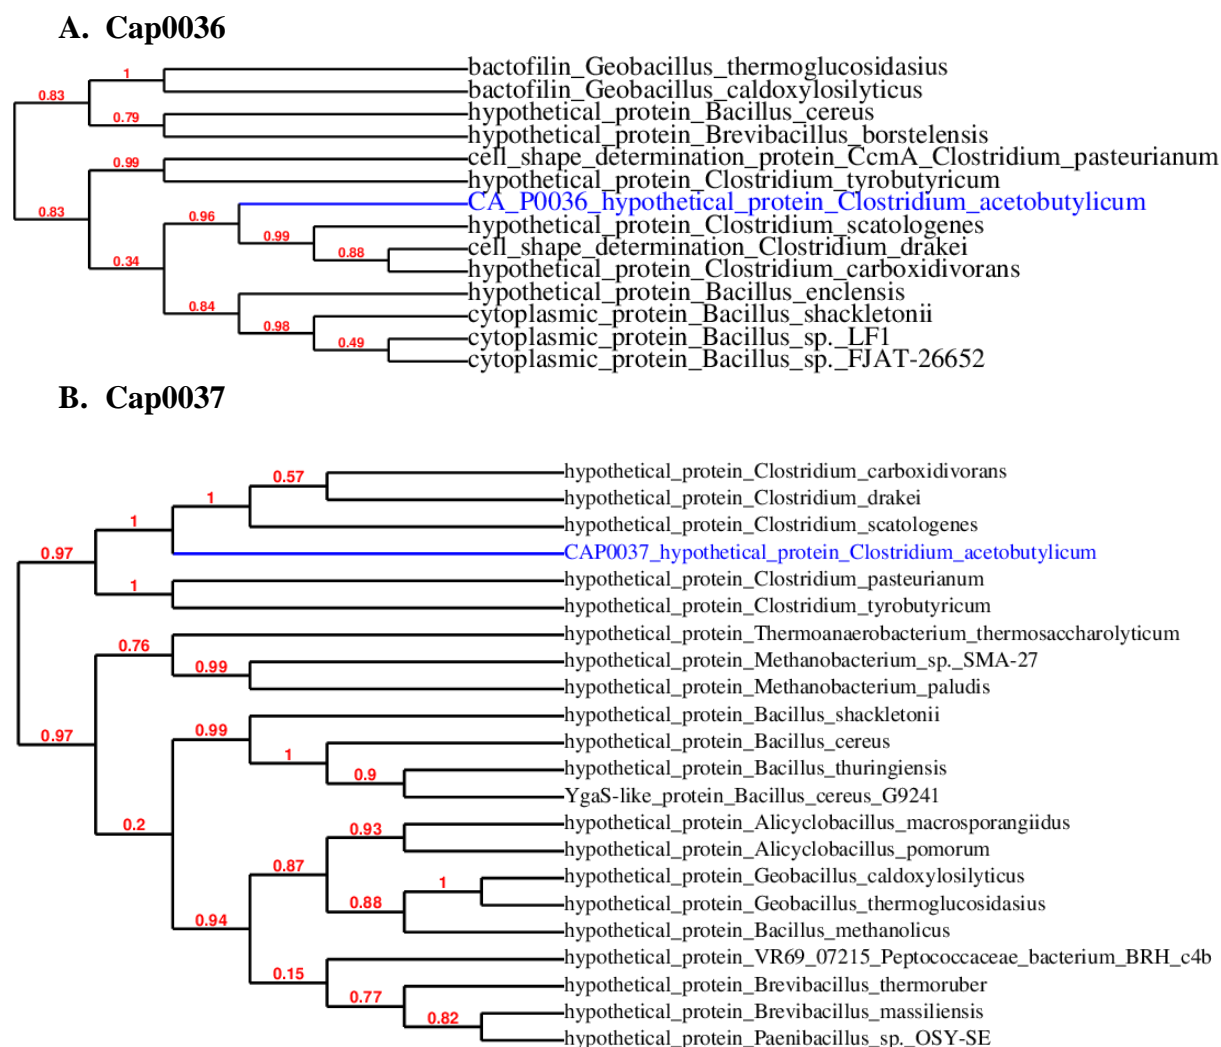 A. Cap0036
bactofilin_Geobacillus_thermoglucosidasius
1
bactofilin_Geobacillus_caldoxylosilyticus
0.83
hypothetical_protein_Bacillus_cereus
0.79
hypothetical_protein_Brevibacillus_borstelensis
cell_shape_determination_protein_CcmA_Clostridium_pasteurianum
0.99
hypothetical_protein_Clostridium_tyrobutyricum
0.83
CA_P0036_hypothetical_protein_Clostridium_acetobutylicum
0.96
hypothetical_protein_Clostridium_scatologenes
0.99
cell_shape_determination_Clostridium_drakei
0.88
hypothetical_protein_Clostridium_carboxidivorans
0.34
hypothetical_protein_Bacillus_enclensis
0.84
cytoplasmic_protein_Bacillus_shackletonii
0.98
cytoplasmic_protein_Bacillus_sp._LF1
0.49
cytoplasmic_protein_Bacillus_sp._FJAT-26652
B. Cap0037
hypothetical_protein_Clostridium_carboxidivorans
0.57
hypothetical_protein_Clostridium_drakei
1
hypothetical_protein_Clostridium_scatologenes
1
CAP0037_hypothetical_protein_Clostridium_acetobutylicum
0.97
hypothetical_protein_Clostridium_pasteurianum
1
hypothetical_protein_Clostridium_tyrobutyricum
hypothetical_protein_Thermoanaerobacterium_thermosaccharolyticum
0.76
hypothetical_protein_Methanobacterium_sp._SMA-27
0.99
hypothetical_protein_Methanobacterium_paludis
0.97
hypothetical_protein_Bacillus_shackletonii
0.99
hypothetical_protein_Bacillus_cereus
1
hypothetical_protein_Bacillus_thuringiensis
0.9
YgaS-like_protein_Bacillus_cereus_G9241
0.2
hypothetical_protein_Alicyclobacillus_macrosporangiidus
0.93
hypothetical_protein_Alicyclobacillus_pomorum
0.87
hypothetical_protein_Geobacillus_caldoxylosilyticus
1
hypothetical_protein_Geobacillus_thermoglucosidasius
0.88
hypothetical_protein_Bacillus_methanolicus
0.94
hypothetical_protein_VR69_07215_Peptococcaceae_bacterium_BRH_c4b
0.15
hypothetical_protein_Brevibacillus_thermoruber
0.77
hypothetical_protein_Brevibacillus_massiliensis
0.82
hypothetical_protein_Paenibacillus_sp._OSY-SE